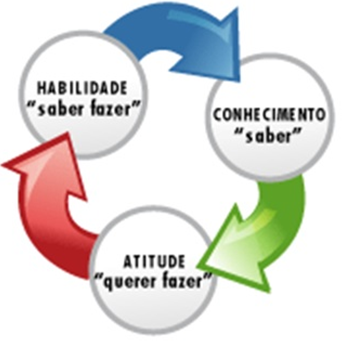 HABILIDADE
“saber fazer”
CONHECIMENTO
“saber”
ATITUDE
“querer fazer”